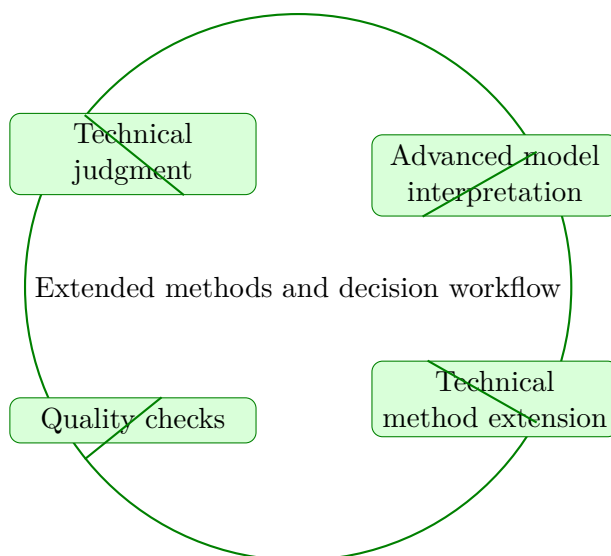 Technical
judgment
Advanced model
interpretation
Extended methods and decision workflow
Quality checks
Technical
method extension